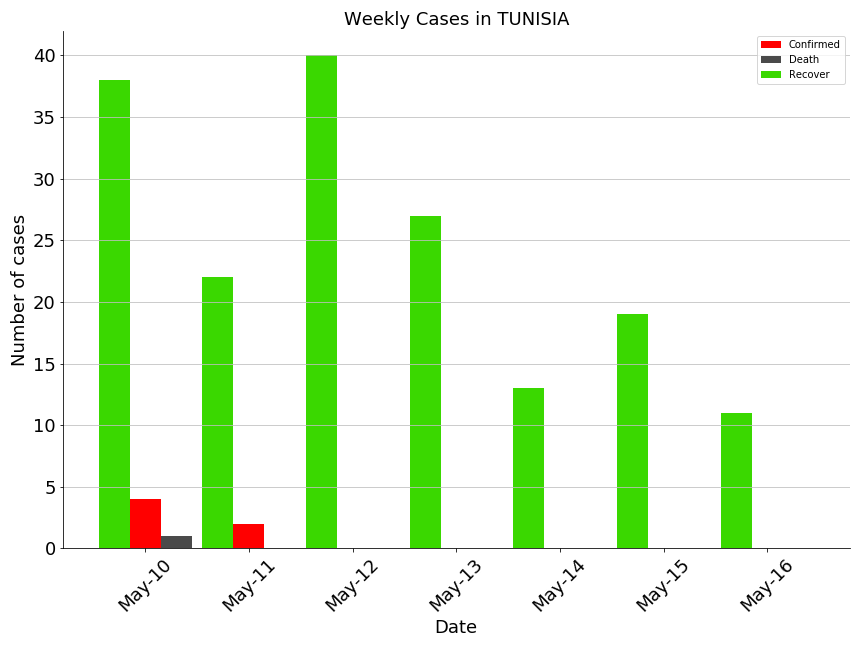 Weekly Cases in TUNISIA
Confirmed
Death
Recover
Number of cases
40
35
30
25
20
15
10
5
0
May-10
May-11
May-12
May-13
May-14
May-15
May-16
Date